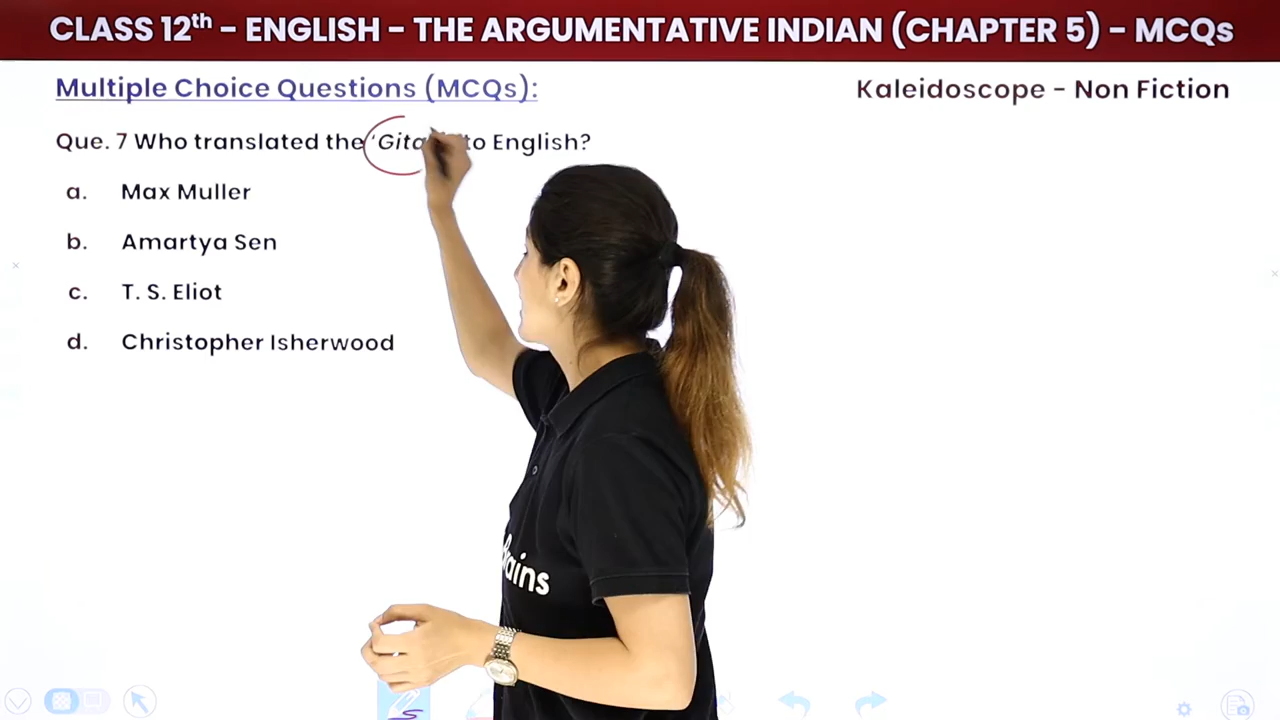 CLASS 12th - ENGLISH - THE ARGUMENTATIVE INDIAN (CHAPTER 5) - MCQs
Multiple Choice Questions (MCQs):
Kaleidoscope - Non Fiction
Que. 7 Who translated the 'Gita to English?
a. Max Muller
b. Amartya Sen
c. T. S. Eliot
d. Christopher Isherwood